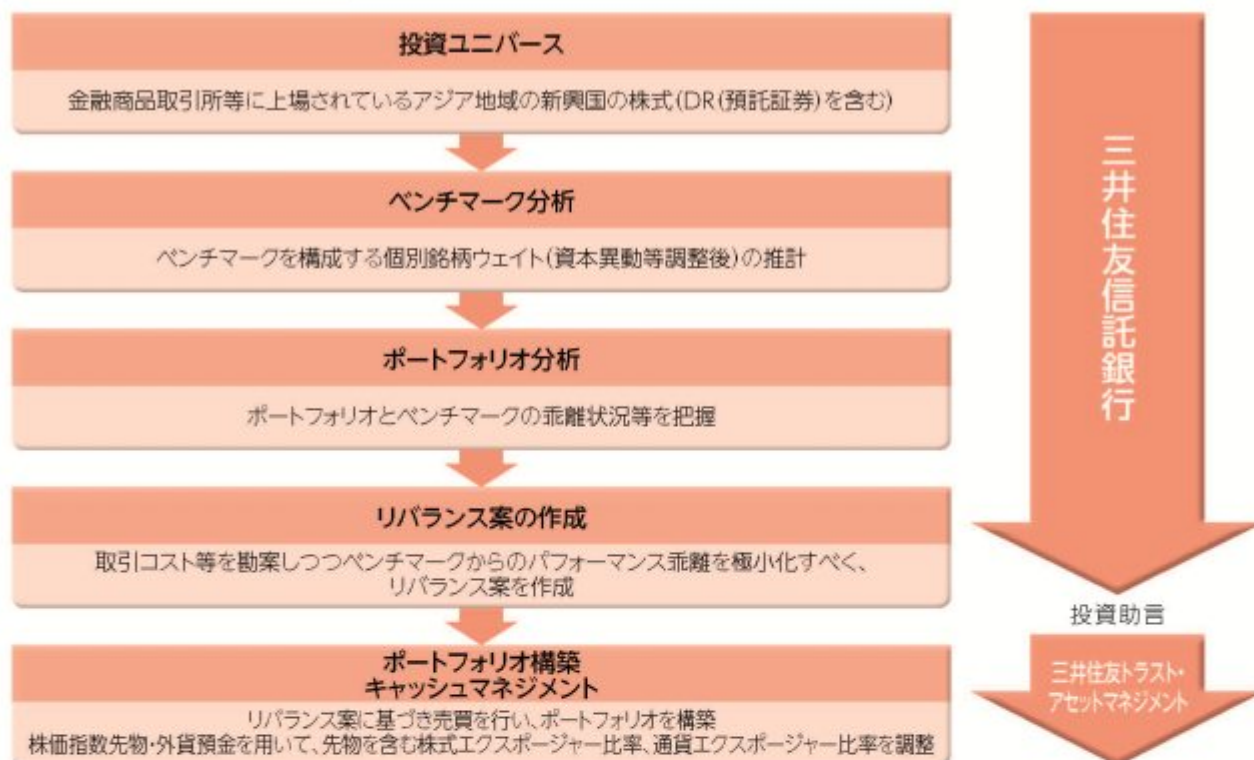 投資ユニバース
金融商品取引所等に上場されているアジア地域の新興国の株式(DR(預託証券)を含む)
ベンチマーク分析
ベンチマークを構成する個別銘柄ウェイト(資本異動等調整後)の推計
ポートフォリオ分析
ポートフォリオとベンチマークの乖離状況等を把握
リバランス案の作成
取引コスト等を勘案しつつベンチマークからのパフォーマンス乖離を極小化すべく、
リバランス案を作成
ポートフォリオ構築
キャッシュマネジメント
リバランス案に基づき売買を行い、ポートフォリオを構築
株価指数先物・外貨預金を用いて、先物を含む株式エクスポージャー比率、通貨エクスポージャー比率を調整
三井住友信託銀行
投資助言
三井住友トラスト・
アセットマネジメント